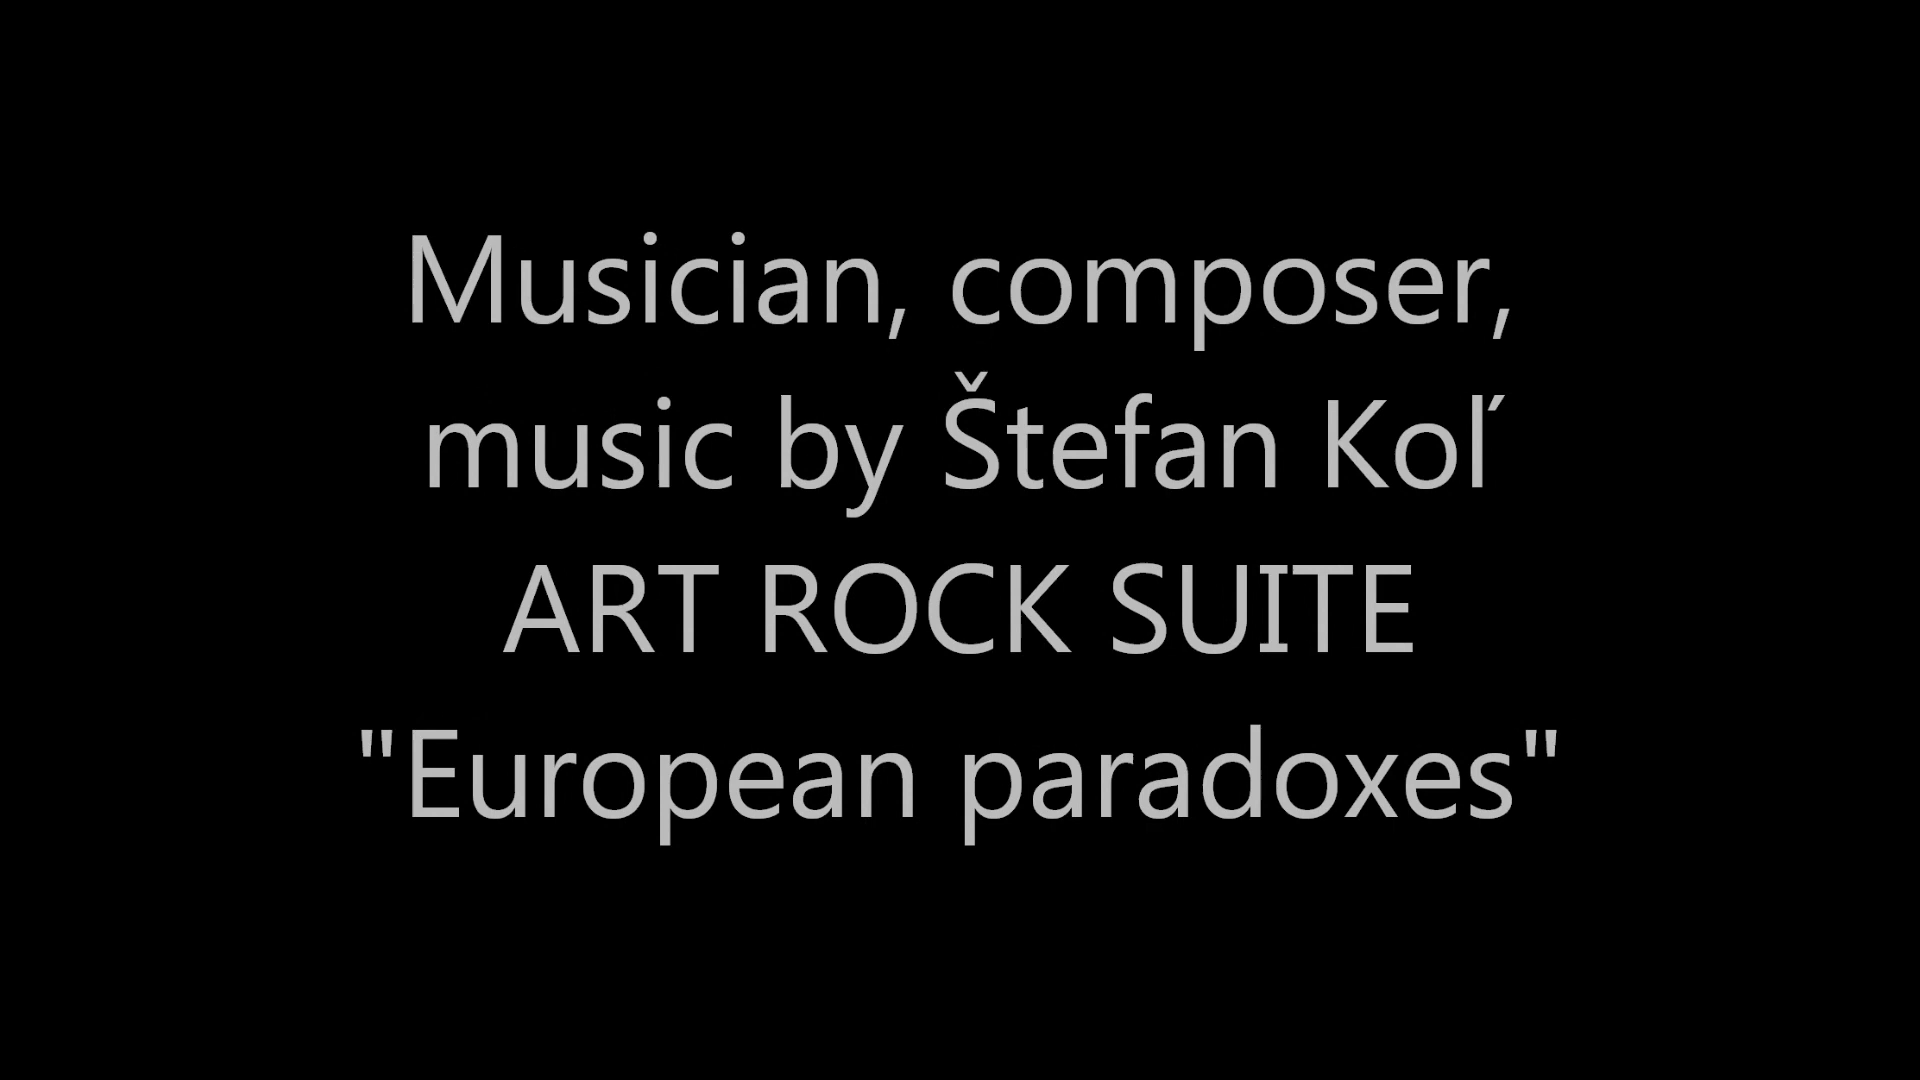 Musician, composer,
music by Štefan Koľ
ART ROCK SUITE
"European paradoxes"